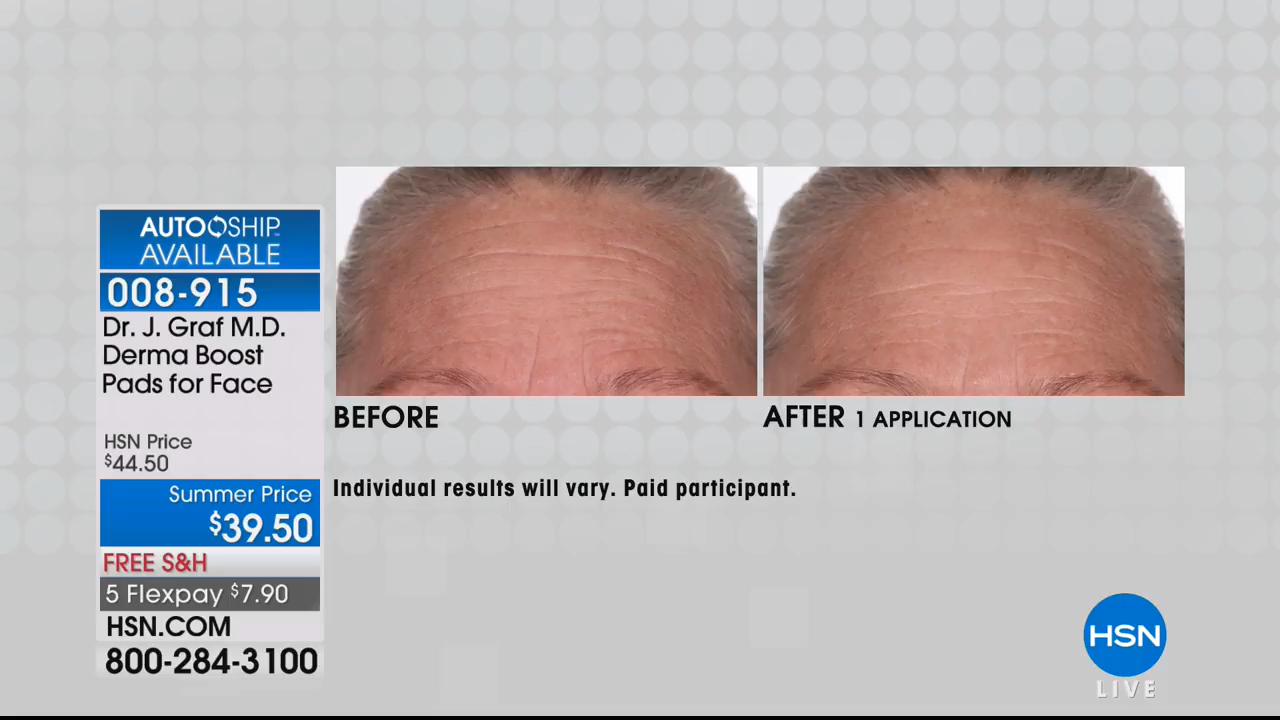 AUTOSHIP
AVAILABLE
008-915
Dr. J. Graf M.D.
Derma Boost
Pads for Face
HSN Price
$44.50
Summer Price
$39.50
FREE S&H
5 Flexpay $7.90
HSN.COM
800-284-3100
BEFORE
AFTER 1 APPLICATION
Individual results will vary. Paid participant.
HSN
LIVE